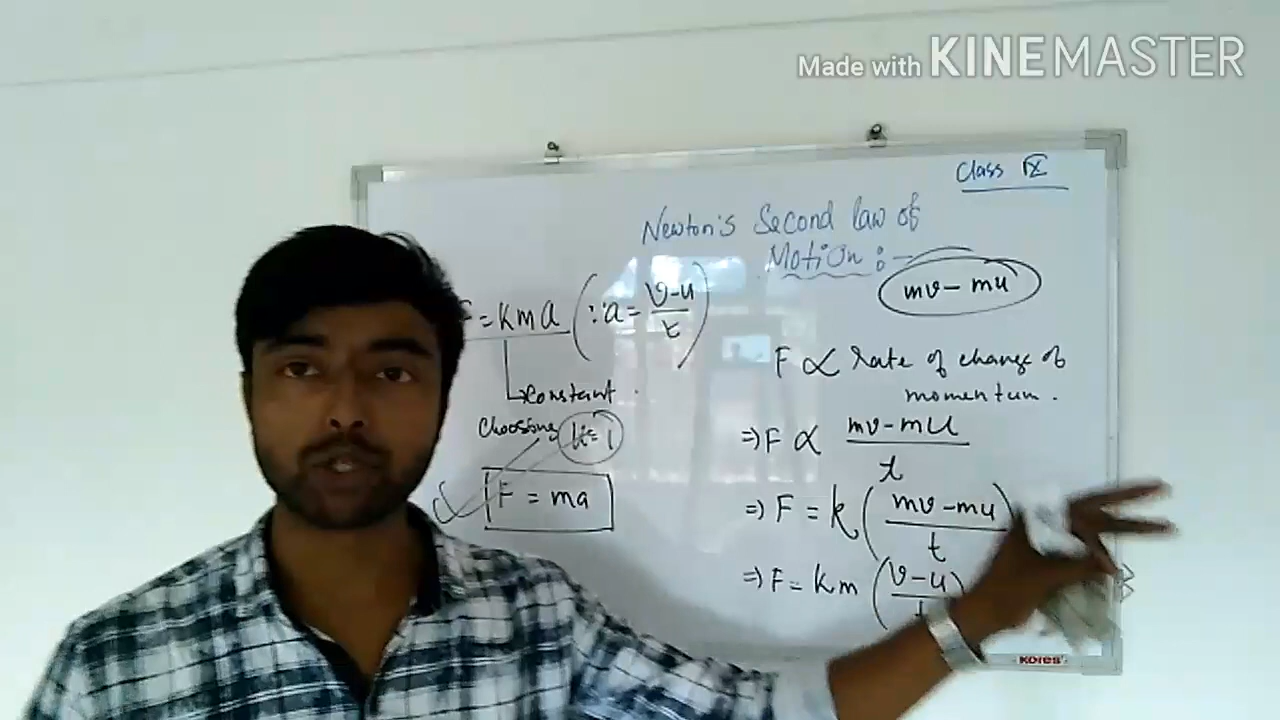 Made with KINEMASTER
Class IX
Newton's Second law of
Motion :-
mv - mu
F ∝ Rate of change of
momentum.
⇒ F ∝ mv - mu / t
⇒ F = k ( mv - mu / t )
⇒ F = km ( v - u / t
F = kma ( ∵ a = v - u / t )
constant.
Choosing k = 1
F = ma
Kores